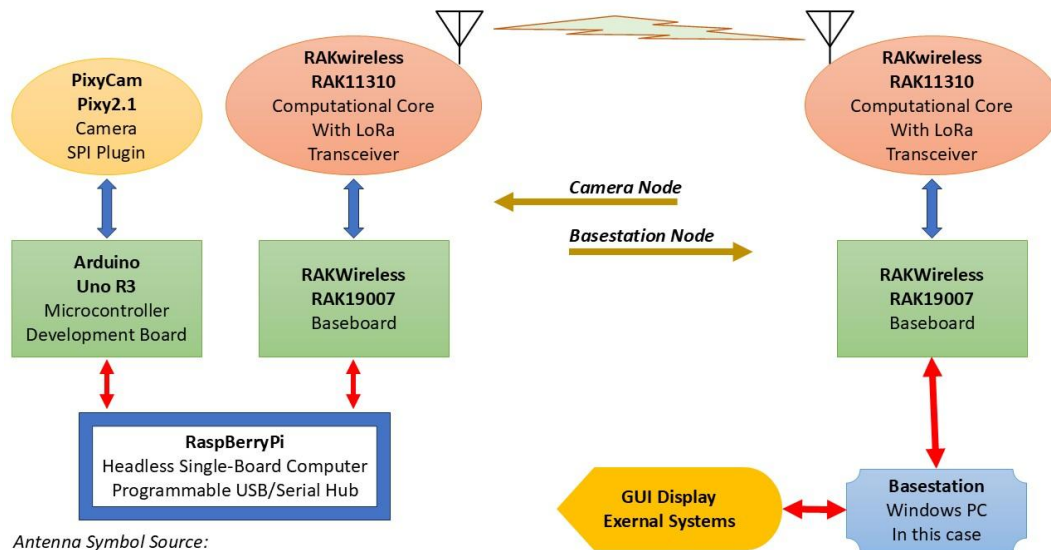 PixyCam
Pixy2.1
Camera
SPI Plugin
RAKwireless
RAK11310
Computational Core
With LoRa
Transceiver
RAKwireless
RAK11310
Computational Core
With LoRa
Transceiver
Camera Node
Basestation Node
Arduino
Uno R3
Microcontroller
Development Board
RAKWireless
RAK19007
Baseboard
RAKWireless
RAK19007
Baseboard
RaspBerryPi
Headless Single-Board Computer
Programmable USB/Serial Hub
GUI Display
Exernal Systems
Basestation
Windows PC
In this case
Antenna Symbol Source: